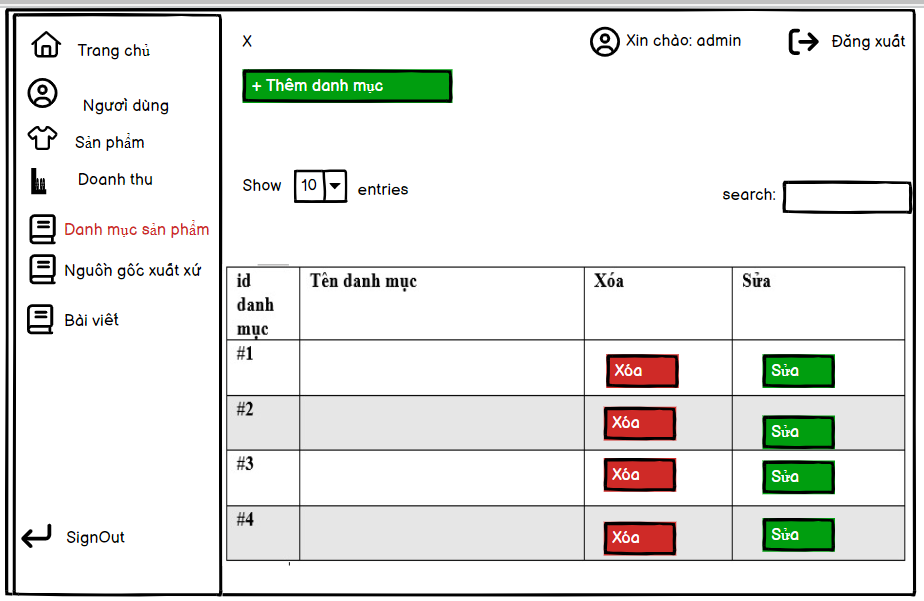 X
Xin chào: admin
Đăng xuất
Trang chủ
Người dùng
Sản phẩm
Doanh thu
Danh mục sản phẩm
Nguồn gốc xuất xứ
Bài viết
SignOut
+ Thêm danh mục
Show 10 entries
search:
id danh mục
Tên danh mục
Xóa
Sửa
#1
Xóa
Sửa
#2
Xóa
Sửa
#3
Xóa
Sửa
#4
Xóa
Sửa